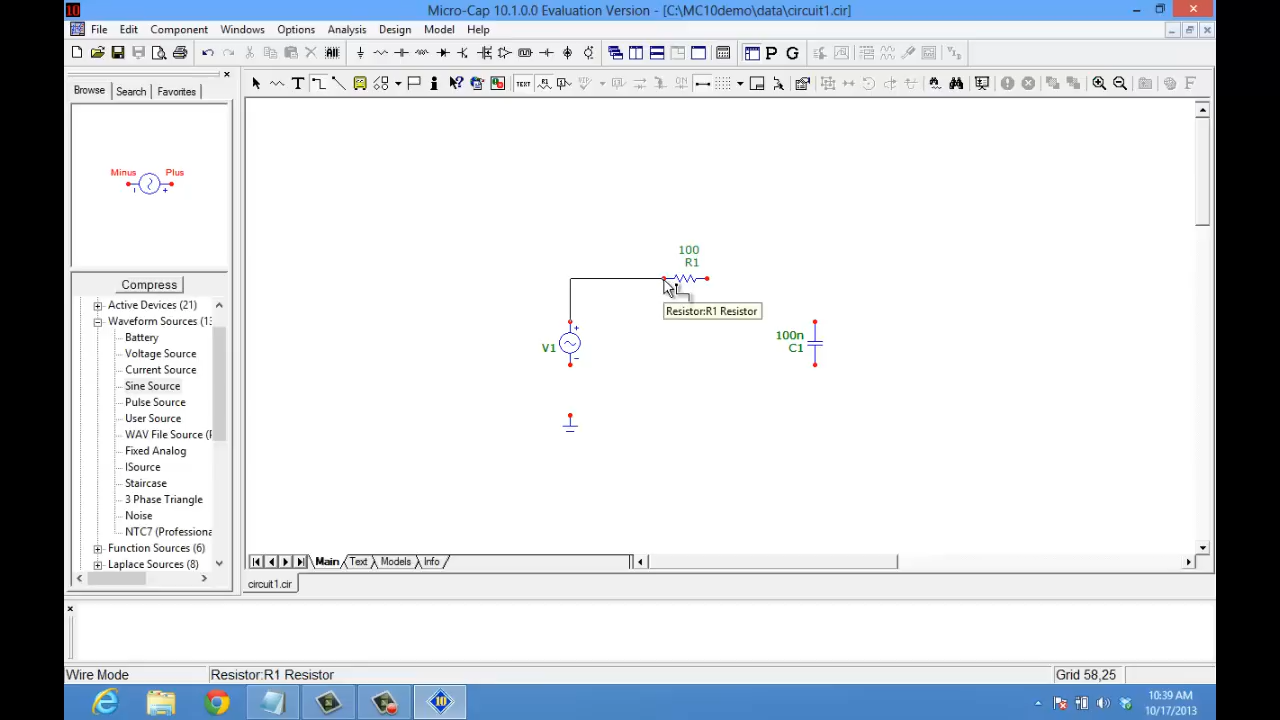 10 Micro-Cap 10.1.0.0 Evaluation Version - [C:\MC10demo\data\circuit1.cir]
File Edit Component Windows Options Analysis Design Model Help
P G
T i TEXT F
Browse Search Favorites
Minus Plus
Compress
Active Devices (21)
Waveform Sources (13
Battery
Voltage Source
Current Source
Sine Source
Pulse Source
User Source
WAV File Source (P
Fixed Analog
ISource
Staircase
3 Phase Triangle
Noise
NTC7 (Professiona
Function Sources (6)
Laplace Sources (8)
100
R1
Resistor:R1 Resistor
V1
100n
C1
Main Text Models Info
circuit1.cir
Wire Mode Resistor:R1 Resistor Grid 58,25
10:39 AM
10/17/2013